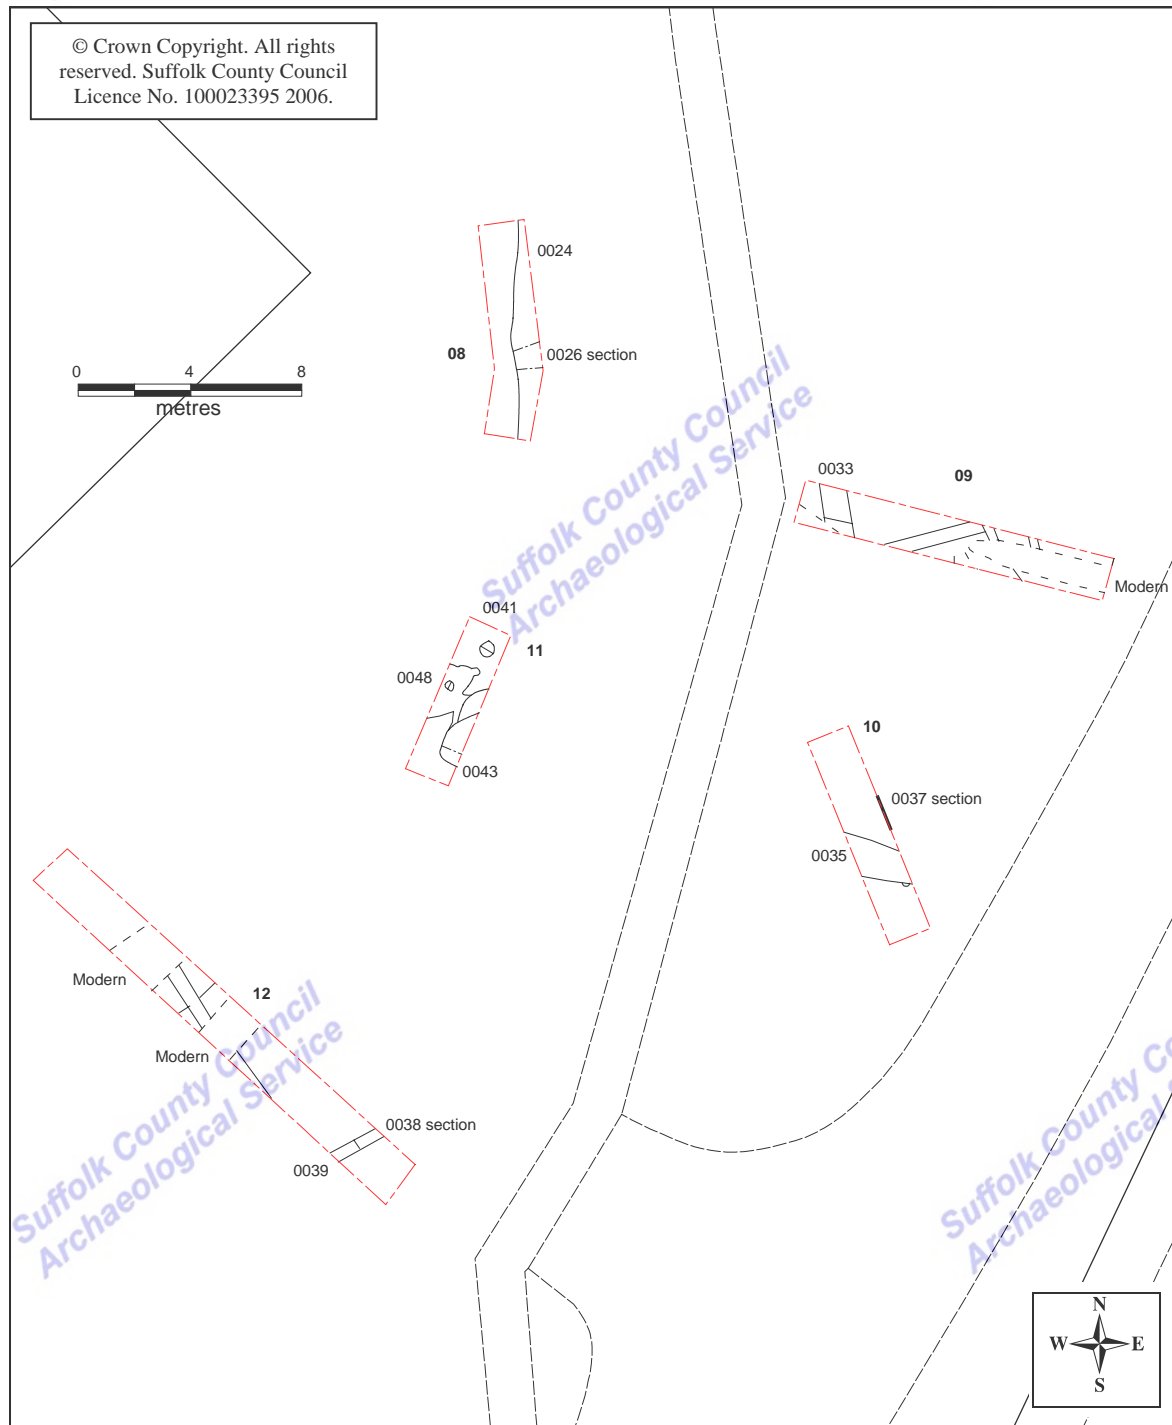 © Crown Copyright. All rights
reserved. Suffolk County Council
Licence No. 100023395 2006.
0024
08
0026 section
0 4 8
metres
Suffolk County Council
Archaeological Service
0033
09
Modern
0041
11
0048
0043
10
0037 section
0035
Modern
12
Modern
0038 section
0039
Suffolk County Council
Archaeological Service
Suffolk County Co
Archaeological S
N
W E
S